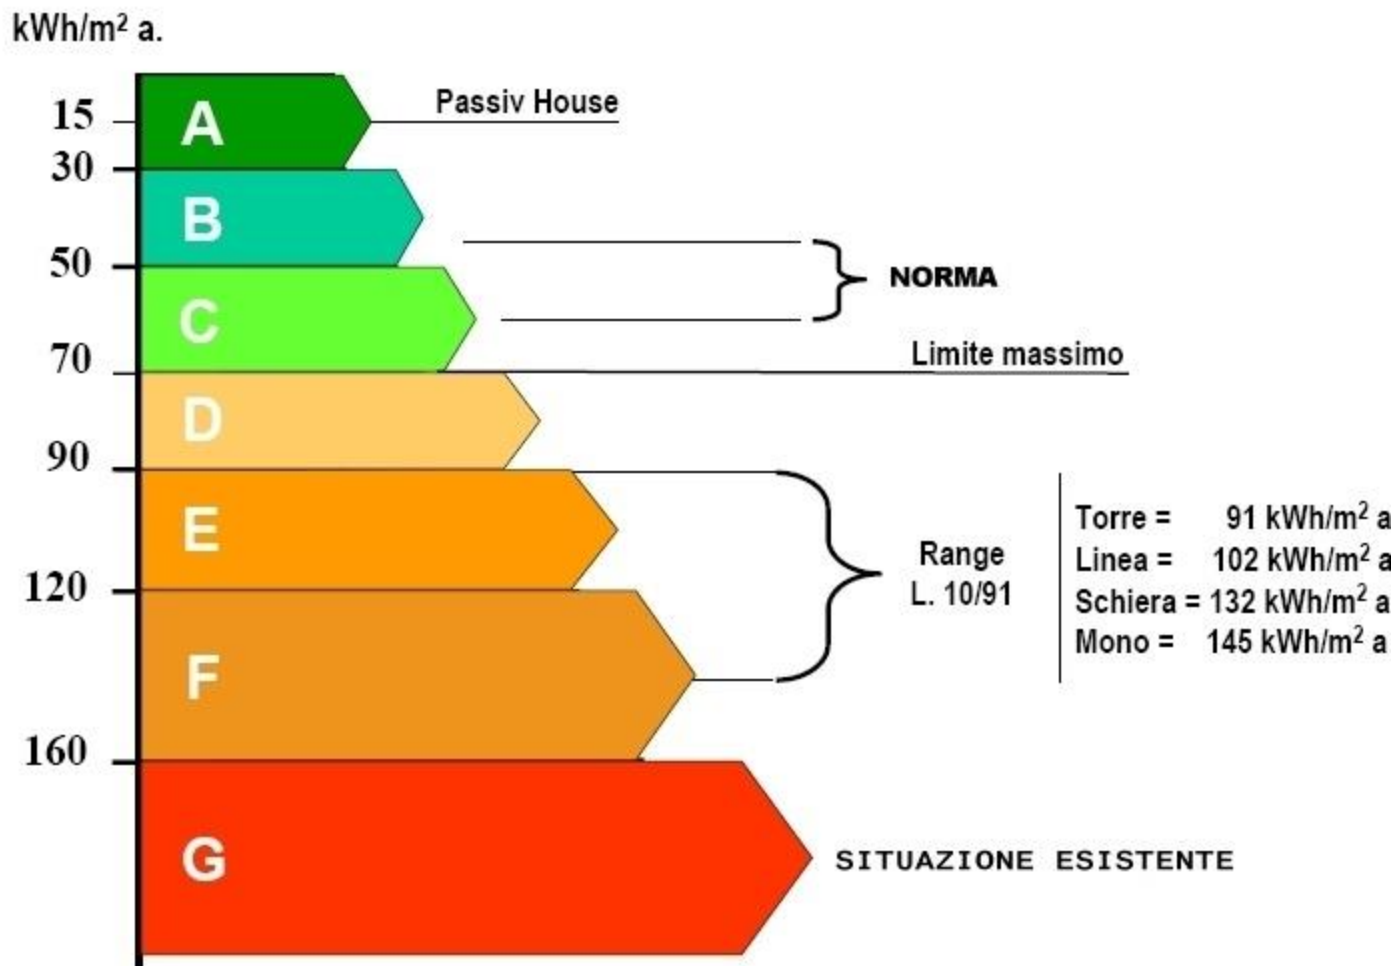 kWh/m² a.
15
A
Passiv House
30
B
50
NORMA
C
70
Limite massimo
D
90
E
Range
L. 10/91
Torre = 91 kWh/m² a
Linea = 102 kWh/m² a
Schiera = 132 kWh/m² a
Mono = 145 kWh/m² a
120
F
160
G
SITUAZIONE ESISTENTE